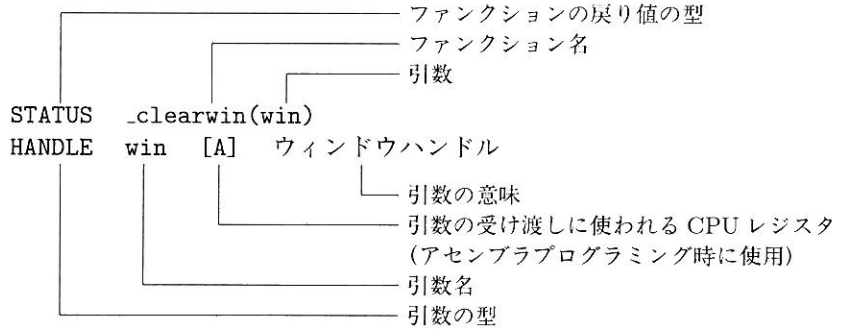 ファンクションの戻り値の型
ファンクション名
引数
STATUS _clearwin(win)
HANDLE win [A] ウィンドウハンドル
引数の意味
引数の受け渡しに使われる CPU レジスタ
(アセンブラプログラミング時に使用)
引数名
引数の型